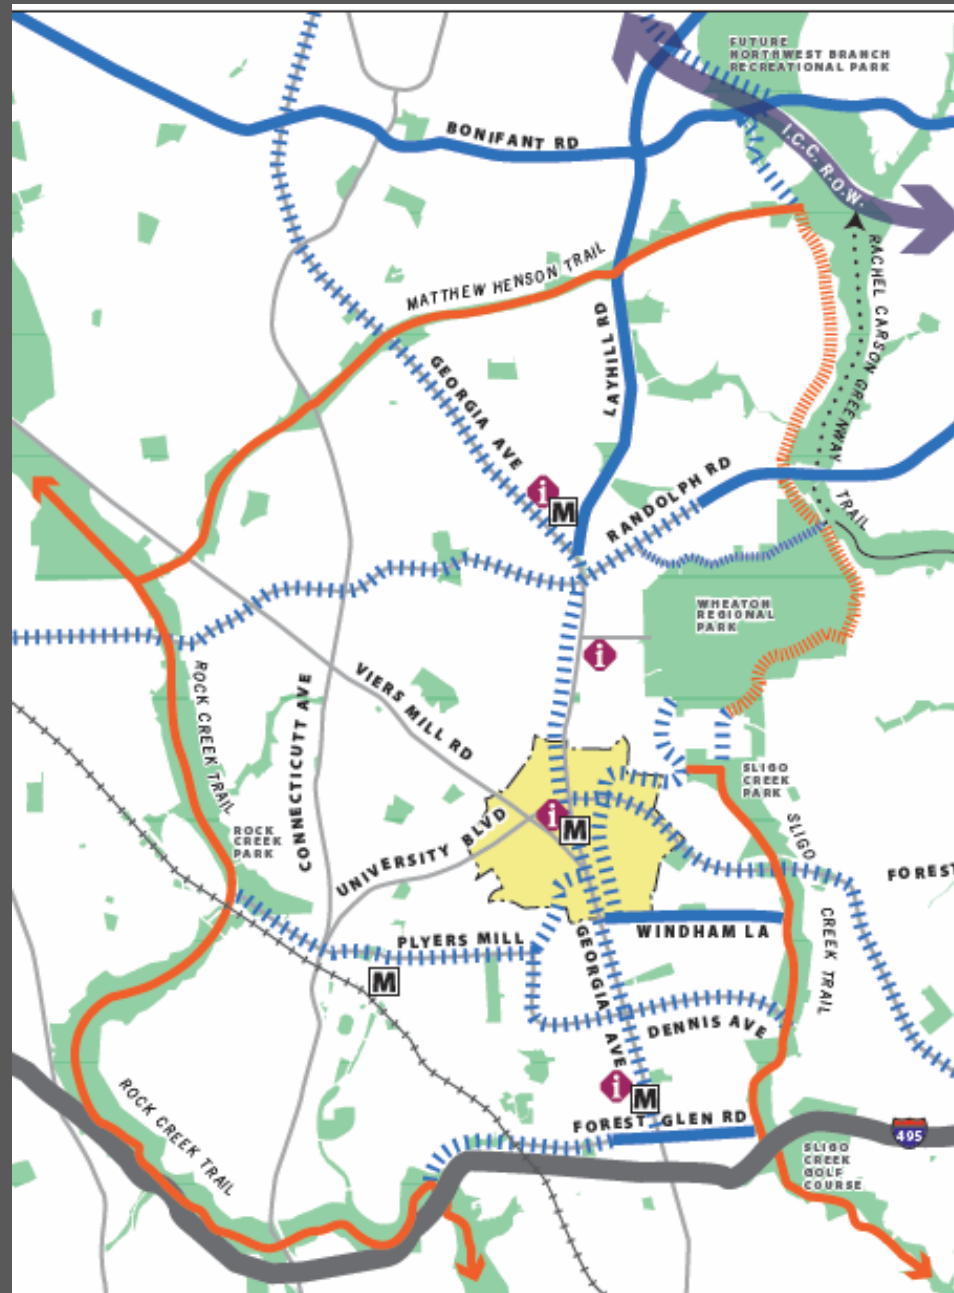 FUTURE
NORTHWEST BRANCH
RECREATIONAL PARK
BONIFANT RD
I.C.C. R.O.W.
MATTHEW HENSON TRAIL
RACHEL CARSON GREENWAY
TRAIL
LAYHILL RD
GEORGIA AVE
i
M
RANDOLPH RD
WHEATON
REGIONAL
PARK
i
ROCK CREEK TRAIL
CONNECTICUTT AVE
VIERS MILL RD
SLIGO
CREEK
PARK
i
M
UNIVERSITY BLVD
ROCK
CREEK
PARK
SLIGO
CREEK TRAIL
FOREST
PLYERS MILL
WINDHAM LA
M
GEORGIA
AVE
DENNIS AVE
i
M
ROCK CREEK TRAIL
FOREST GLEN RD
495
SLIGO
CREEK
GOLF
COURSE